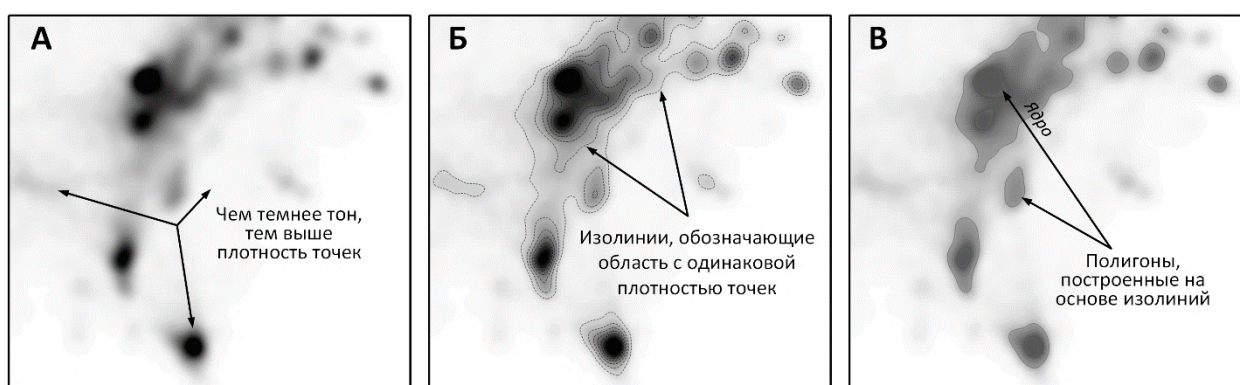 А
Чем темнее тон,
тем выше
плотность точек
Б
Изолинии, обозначающие
область с одинаковой
плотностью точек
В
Ядро
Полигоны,
построенные на
основе изолиний